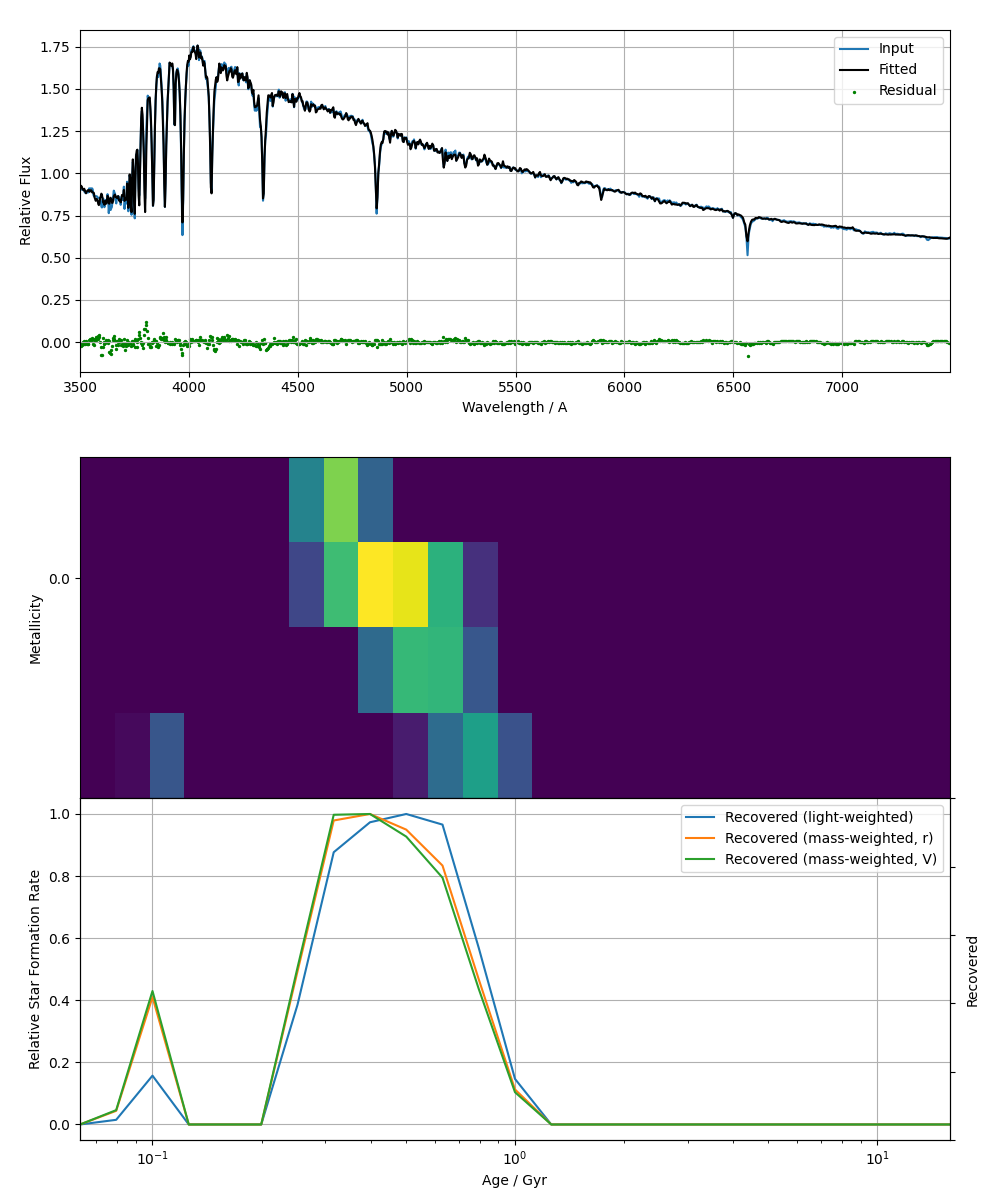 1.75
1.50
1.25
1.00
0.75
0.50
0.25
0.00
Relative Flux
Input
Fitted
Residual
3500 4000 4500 5000 5500 6000 6500 7000
Wavelength / A
0.0
Metallicity
1.0
0.8
0.6
0.4
0.2
0.0
Relative Star Formation Rate
Recovered (light-weighted)
Recovered (mass-weighted, r)
Recovered (mass-weighted, V)
Recovered
10⁻¹ 10⁰ 10¹
Age / Gyr